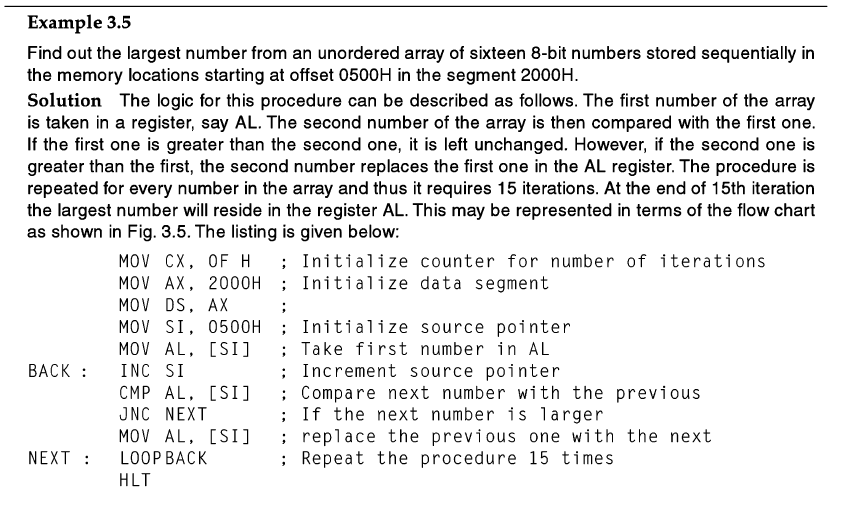 Example 3.5
Find out the largest number from an unordered array of sixteen 8-bit numbers stored sequentially in
the memory locations starting at offset 0500H in the segment 2000H.
Solution The logic for this procedure can be described as follows. The first number of the array
is taken in a register, say AL. The second number of the array is then compared with the first one.
If the first one is greater than the second one, it is left unchanged. However, if the second one is
greater than the first, the second number replaces the first one in the AL register. The procedure is
repeated for every number in the array and thus it requires 15 iterations. At the end of 15th iteration
the largest number will reside in the register AL. This may be represented in terms of the flow chart
as shown in Fig. 3.5. The listing is given below:
MOV CX, 0F H ; Initialize counter for number of iterations
MOV AX, 2000H ; Initialize data segment
MOV DS, AX ;
MOV SI, 0500H ; Initialize source pointer
MOV AL, [SI] ; Take first number in AL
BACK : INC SI ; Increment source pointer
CMP AL, [SI] ; Compare next number with the previous
JNC NEXT ; If the next number is larger
MOV AL, [SI] ; replace the previous one with the next
NEXT : LOOP BACK ; Repeat the procedure 15 times
HLT